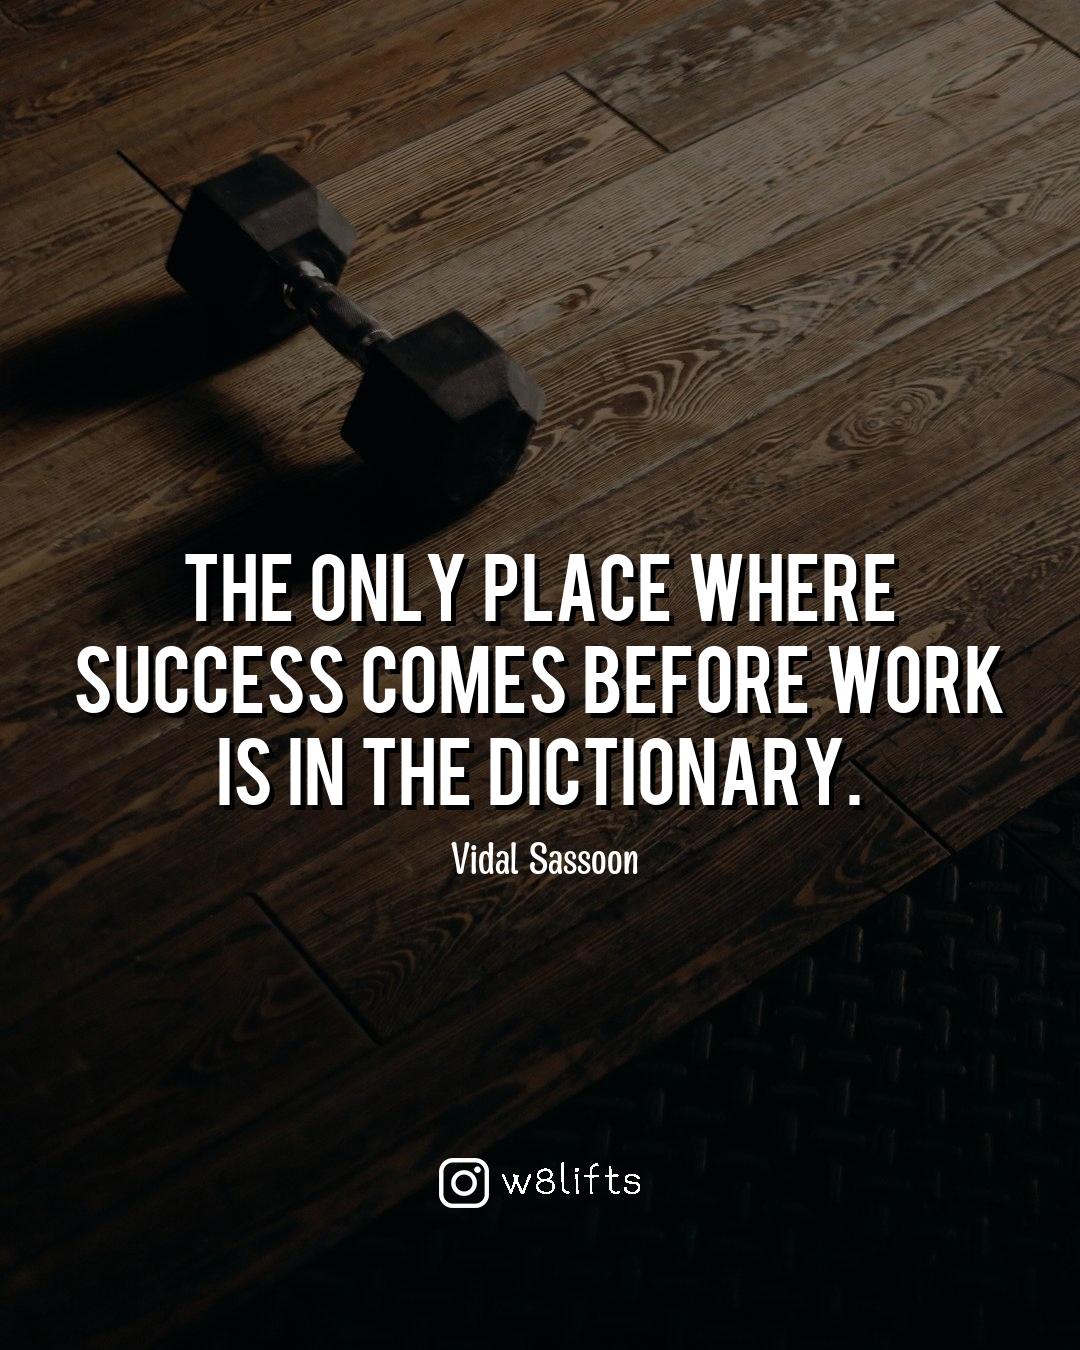 THE ONLY PLACE WHERE
SUCCESS COMES BEFORE WORK
IS IN THE DICTIONARY.
Vidal Sassoon
w8lifts